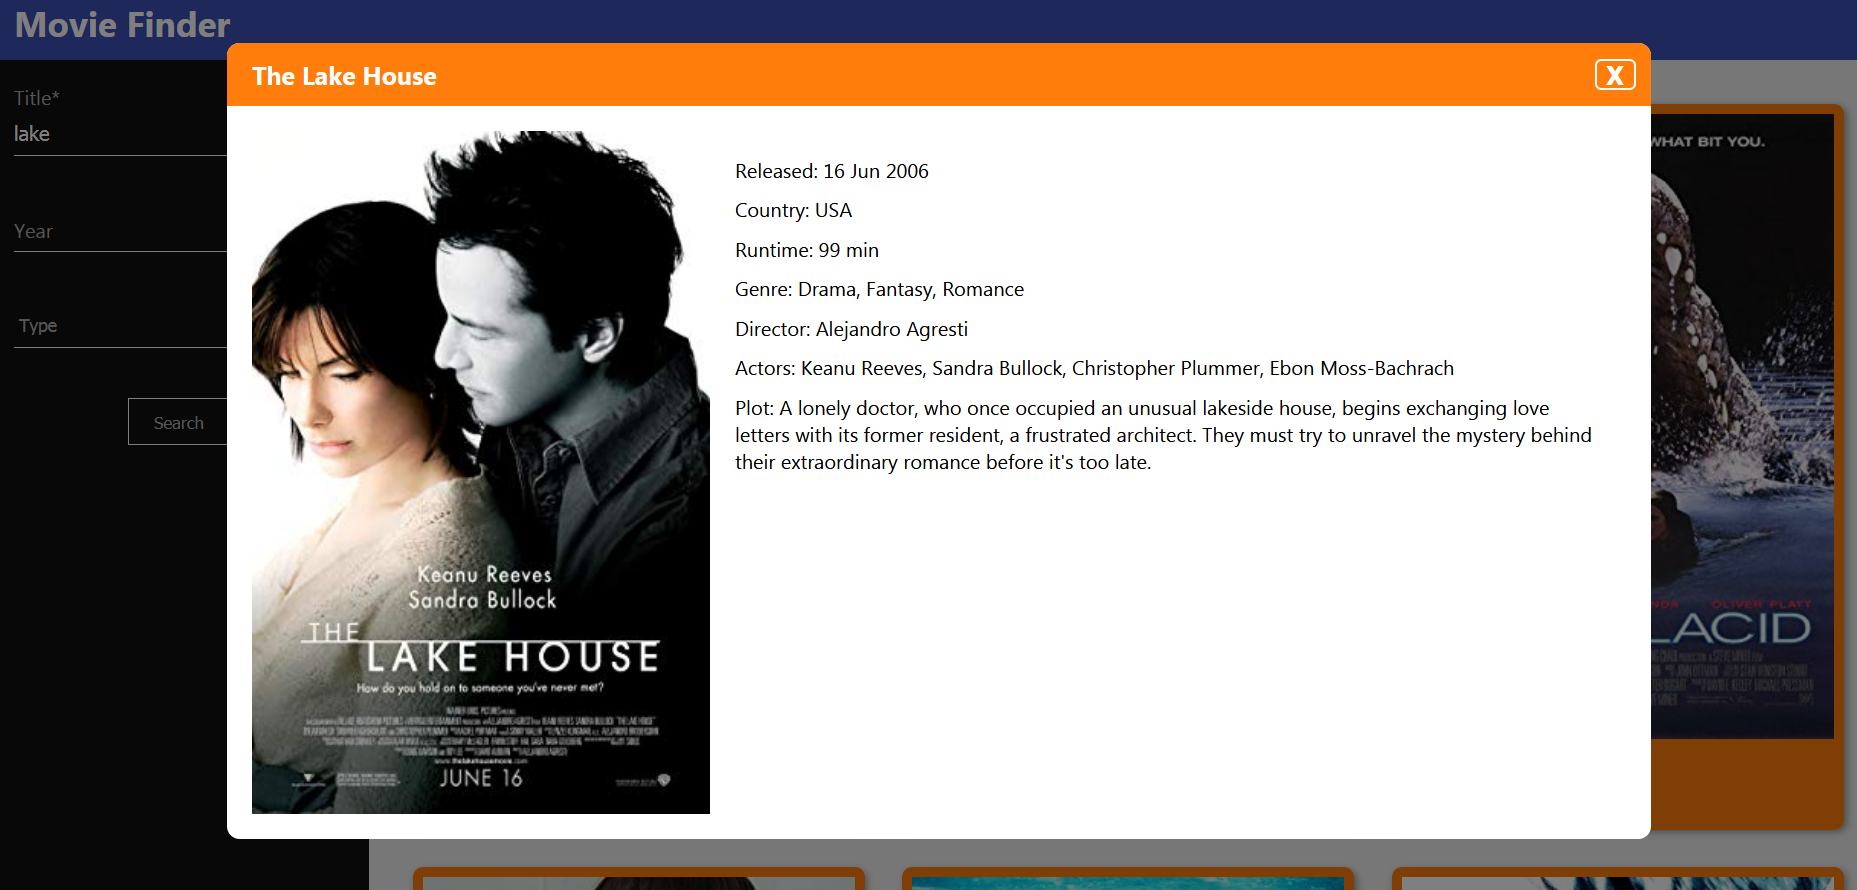 Movie Finder
Title*
lake
Year
Type
Search
The Lake House
X
Released: 16 Jun 2006
Country: USA
Runtime: 99 min
Genre: Drama, Fantasy, Romance
Director: Alejandro Agresti
Actors: Keanu Reeves, Sandra Bullock, Christopher Plummer, Ebon Moss-Bachrach
Plot: A lonely doctor, who once occupied an unusual lakeside house, begins exchanging love
letters with its former resident, a frustrated architect. They must try to unravel the mystery behind
their extraordinary romance before it's too late.
Keanu Reeves
Sandra Bullock
THE
LAKE HOUSE
How do you hold on to someone you've never met?
www.thelakehousemovie.com
JUNE 16
WHAT BIT YOU.
OLIVER PLATT
LACID